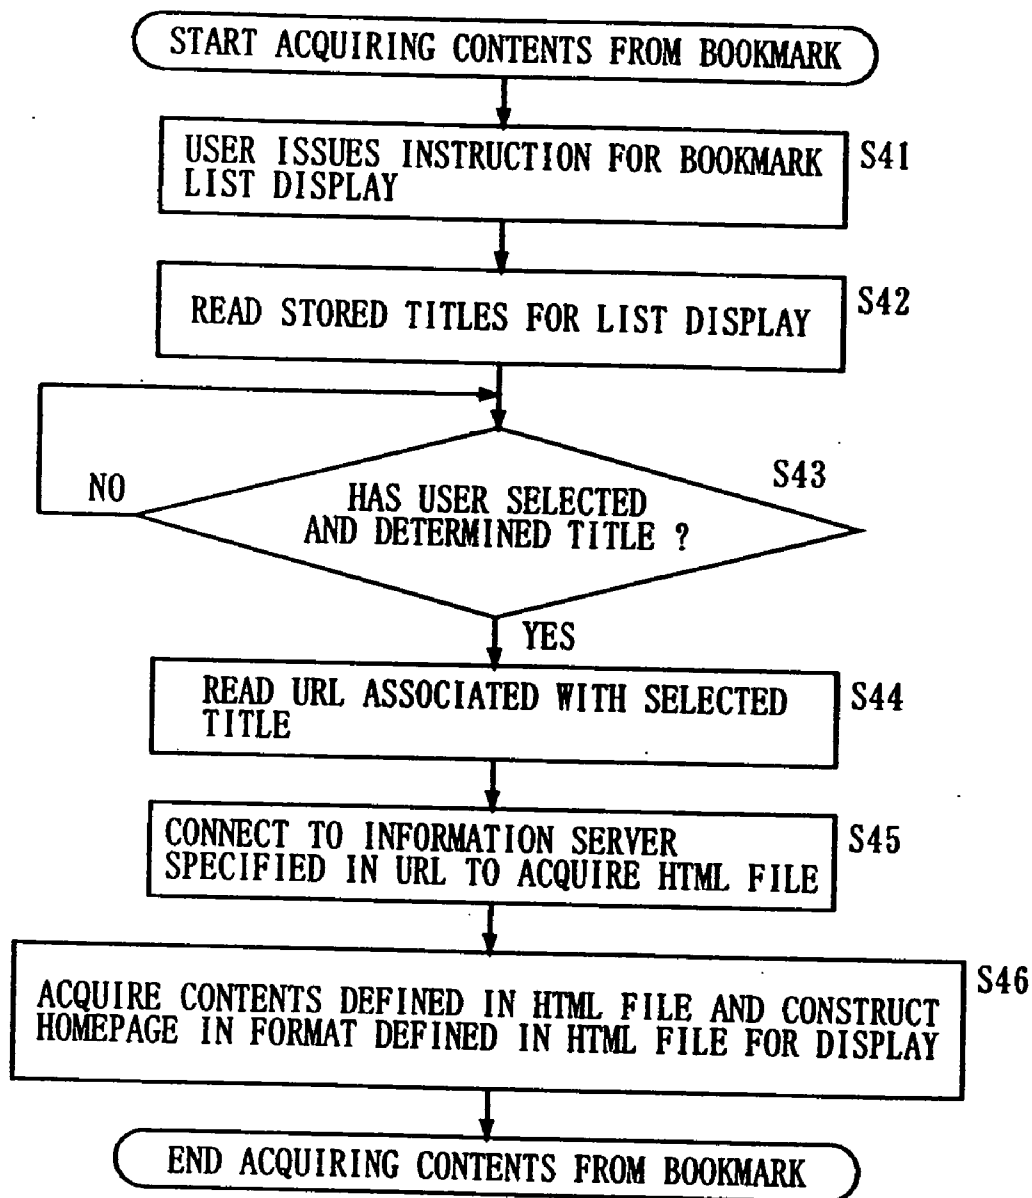 START ACQUIRING CONTENTS FROM BOOKMARK
USER ISSUES INSTRUCTION FOR BOOKMARK
LIST DISPLAY
S41
READ STORED TITLES FOR LIST DISPLAY
S42
HAS USER SELECTED
AND DETERMINED TITLE ?
S43
NO
YES
READ URL ASSOCIATED WITH SELECTED
TITLE
S44
CONNECT TO INFORMATION SERVER
SPECIFIED IN URL TO ACQUIRE HTML FILE
S45
ACQUIRE CONTENTS DEFINED IN HTML FILE AND CONSTRUCT
HOMEPAGE IN FORMAT DEFINED IN HTML FILE FOR DISPLAY
S46
END ACQUIRING CONTENTS FROM BOOKMARK